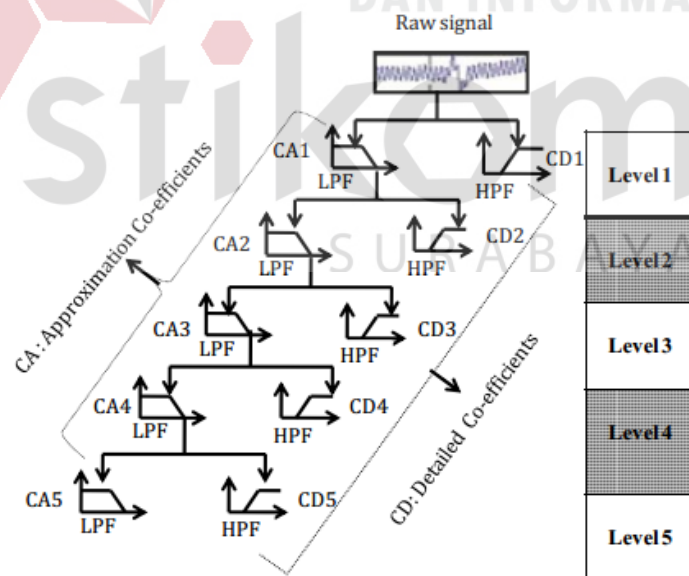 DAN INFORMA
Raw signal
stikom
SURABAYA
CA1
LPF
HPF
CD1
Level 1
CA2
LPF
HPF
CD2
Level 2
CA3
LPF
HPF
CD3
Level 3
CA4
LPF
HPF
CD4
Level 4
CA5
LPF
HPF
CD5
Level 5
CA: Approximation Co-efficients
CD: Detailed Co-efficients